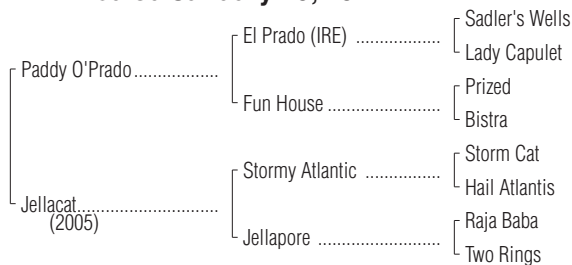 Sadler's Wells
El Prado (IRE) ...................
Lady Capulet
Paddy O'Prado ...................
Prized
Fun House .........................
Bistra
Storm Cat
Stormy Atlantic .................
Hail Atlantis
Jellacat ................................
(2005)
Raja Baba
Jellapore ............................
Two Rings